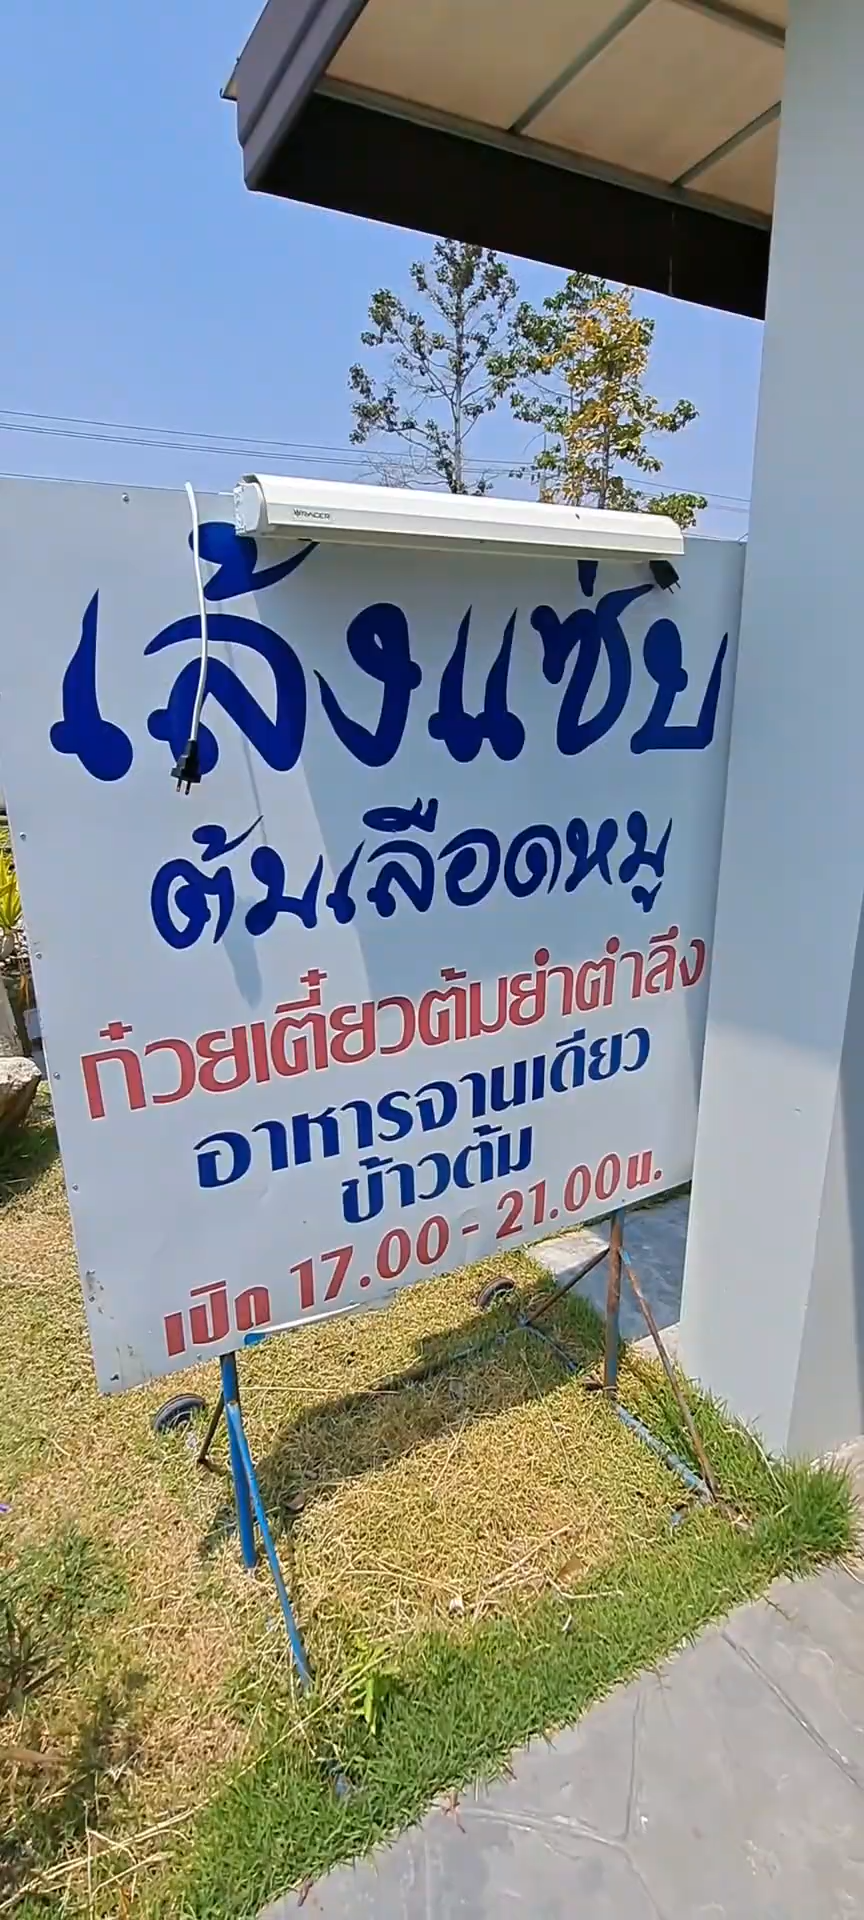 RACER
เล้งแซ่บ
ต้มเลือดหมู
ก๋วยเตี๋ยวต้มยำตำลึง
อาหารจานเดียว
ข้าวต้ม
เปิด 17.00 - 21.00 น.